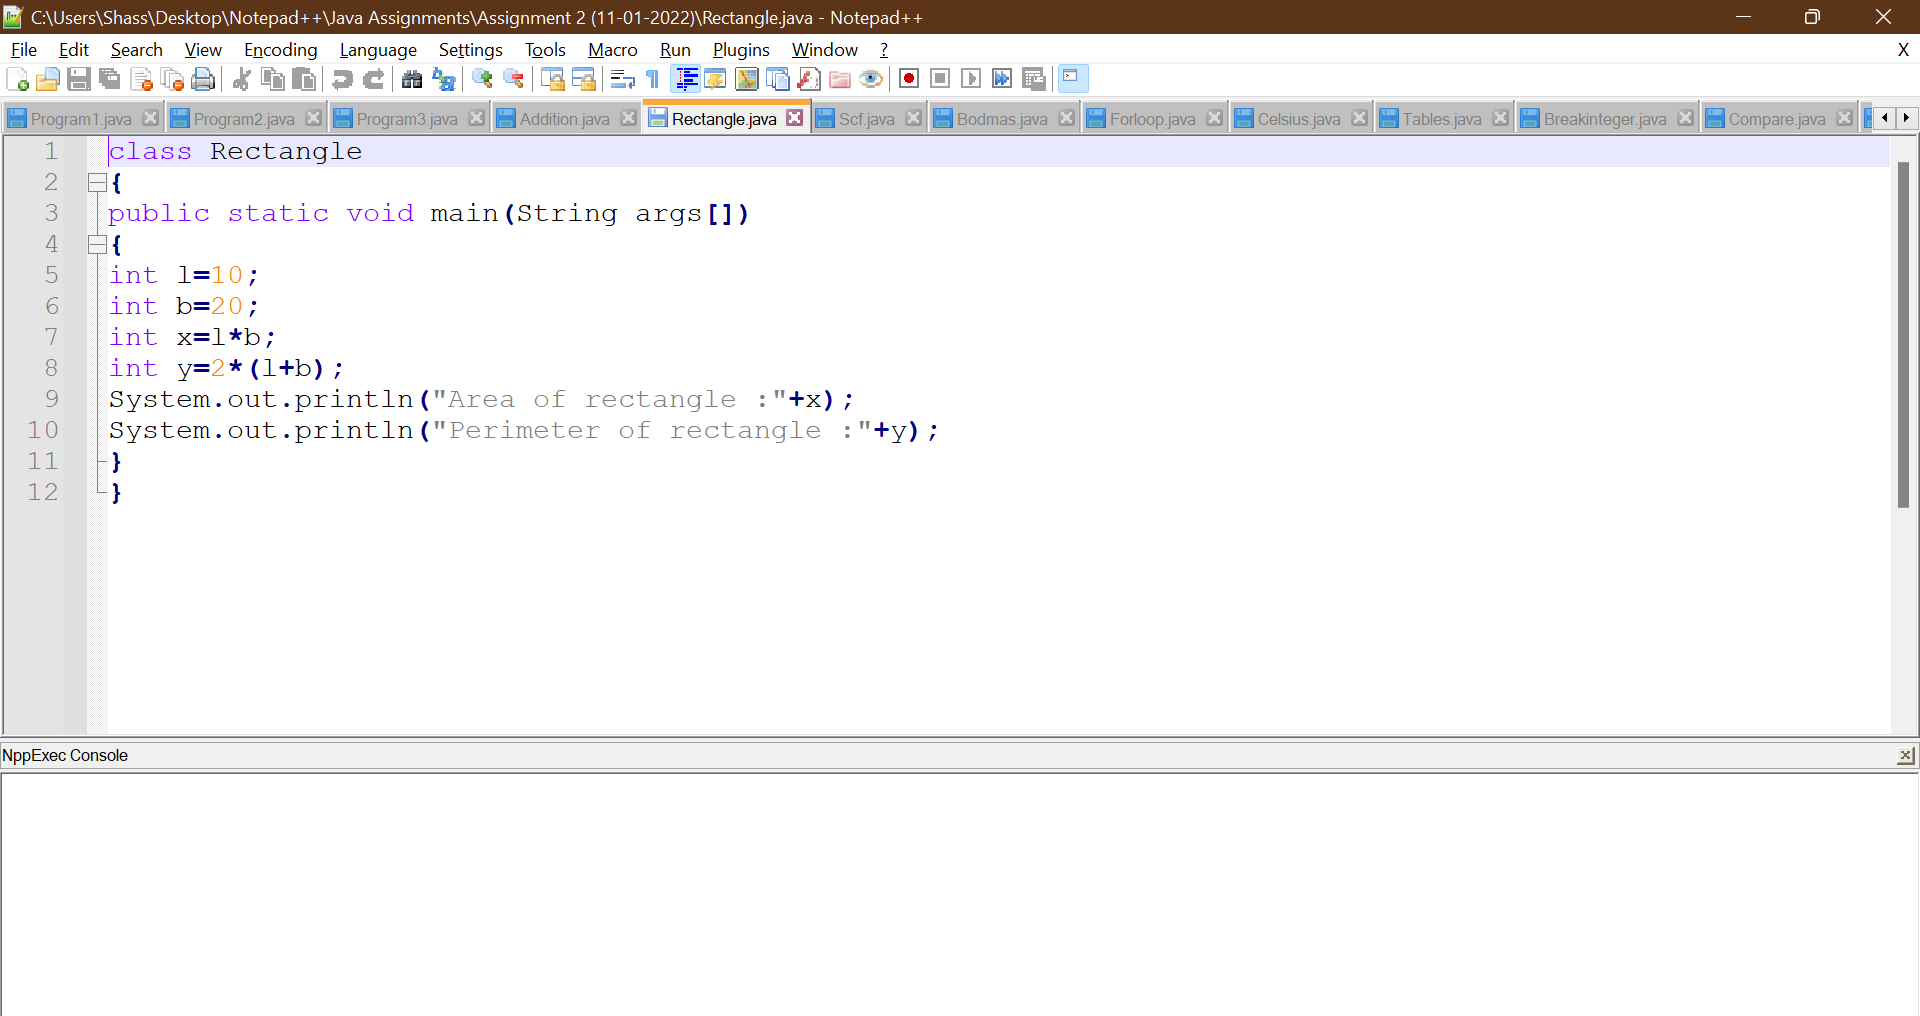 C:\Users\Shass\Desktop\Notepad++\Java Assignments\Assignment 2 (11-01-2022)\Rectangle.java - Notepad++
File Edit Search View Encoding Language Settings Tools Macro Run Plugins Window ? X
Program1.java Program2.java Program3.java Addition.java Rectangle.java Scf.java Bodmas.java Forloop.java Celsius.java Tables.java Breakinteger.java Compare.java
1 class Rectangle
2 {
3 public static void main(String args[])
4 {
5 int l=10;
6 int b=20;
7 int x=l*b;
8 int y=2*(l+b);
9 System.out.println("Area of rectangle :"+x);
10 System.out.println("Perimeter of rectangle :"+y);
11 }
12 }
NppExec Console